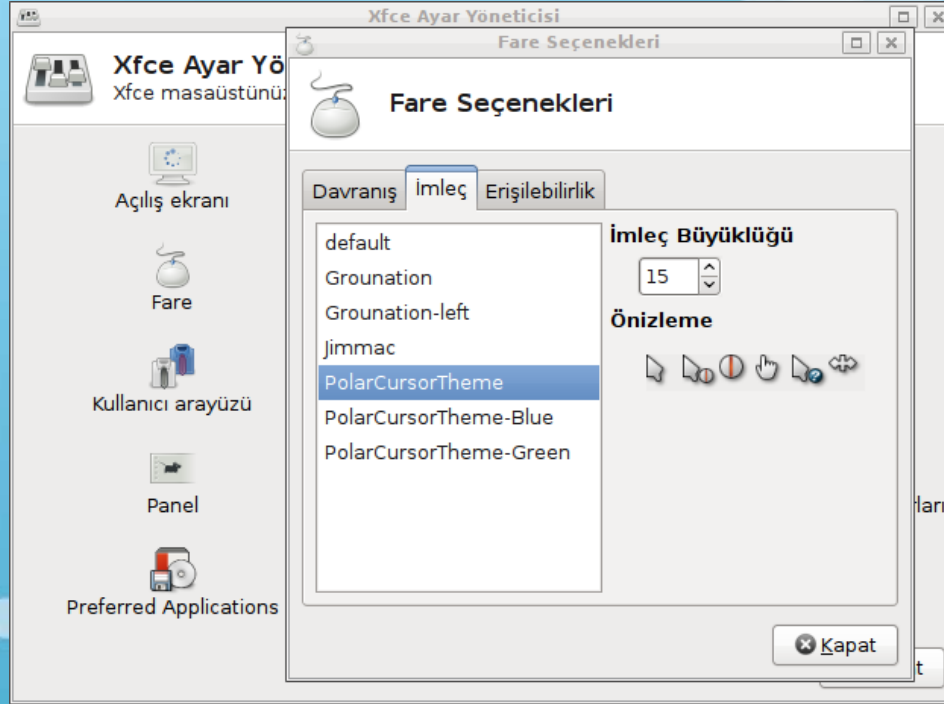 Xfce Ayar Yöneticisi
Xfce Ayar Yö
Xfce masaüstünü
Açılış ekranı
Fare
Kullanıcı arayüzü
Panel
Preferred Applications
Fare Seçenekleri
Fare Seçenekleri
Davranış İmleç Erişilebilirlik
default
Grounation
Grounation-left
Jimmac
PolarCursorTheme
PolarCursorTheme-Blue
PolarCursorTheme-Green
İmleç Büyüklüğü
15
Önizleme
Kapat
ları
t